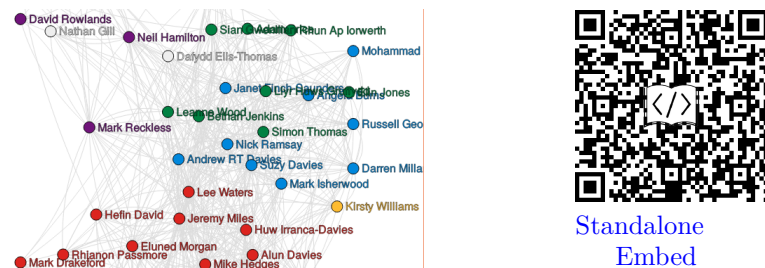 David Rowlands
Nathan Gill
Neil Hamilton
Rhun Ap Iorwerth
Dafydd Elis-Thomas
Mohammad
Janet Finch-Saunders
Angela Burns
Jones
Leanne Wood
Bethan Jenkins
Mark Reckless
Simon Thomas
Russell Geo
Nick Ramsay
Andrew RT Davies
Suzy Davies
Darren Milla
Mark Isherwood
Lee Waters
Kirsty Williams
Hefin David
Jeremy Miles
Huw Irranca-Davies
Eluned Morgan
Rhianon Passmore
Alun Davies
Mark Drakeford
Mike Hedges
</>
Standalone
Embed